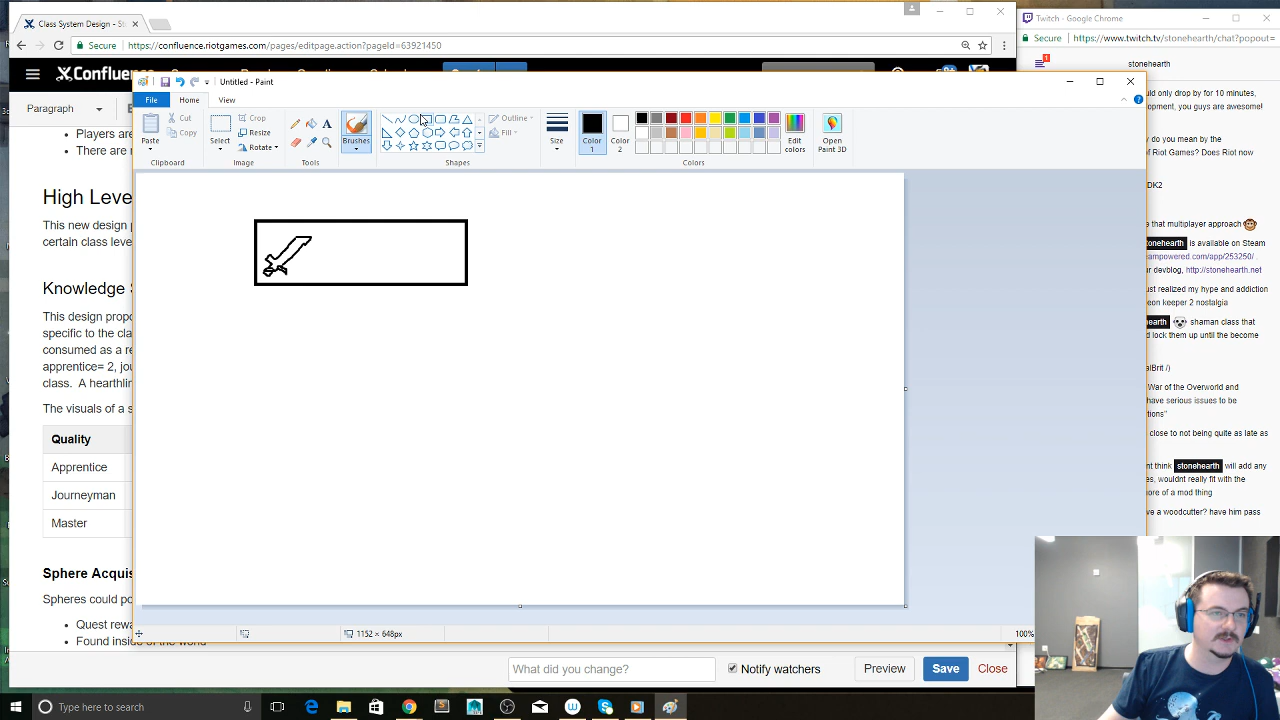 Class System Design - St
Twitch - Google Chrome
Secure
https://confluence.riotgames.com/pages/editpage.action?pageId=63921450
Secure
https://www.twitch.tv/stonehearth/chat?popout=
Confluence
stonehearth
Untitled - Paint
Paragraph
File
Home
View
Paste
Cut
Copy
Clipboard
Select
Crop
Resize
Rotate
Image
Tools
Brushes
Shapes
Outline
Fill
Size
Color
1
Color
2
Colors
Edit
colors
Open
Paint 3D
Players are
There are
High Leve
This new design
certain class leve
Knowledge
This design propo
specific to the cla
consumed as a re
apprentice= 2, jou
class. A hearthlin
The visuals of a s
Quality
Apprentice
Journeyman
Master
Sphere Acquis
Spheres could po
Quest rewa
Found inside of the world
1152 × 648px
100%
What did you change?
Notify watchers
Preview
Save
Close
Type here to search
uld only drop by for 10 minutes,
opment, you guys are awesome!
do you mean by the
of Riot Games? Does Riot now
DK2
e that multiplayer approach
stonehearth is available on Steam
eampowered.com/app/253250/ .
ur devblog, http://stonehearth.net
ust realized my hype and addiction
eon keeper 2 nostalgia
earth shaman class that
d lock them up until the become
alBrit /)
War of the Overworld and
have serious issues to be
tions"
close to not being quite as late as
nt think stonehearth will add any
es, wouldnt really fit with the
ore of a mod thing
ve a woodcutter? have him pass